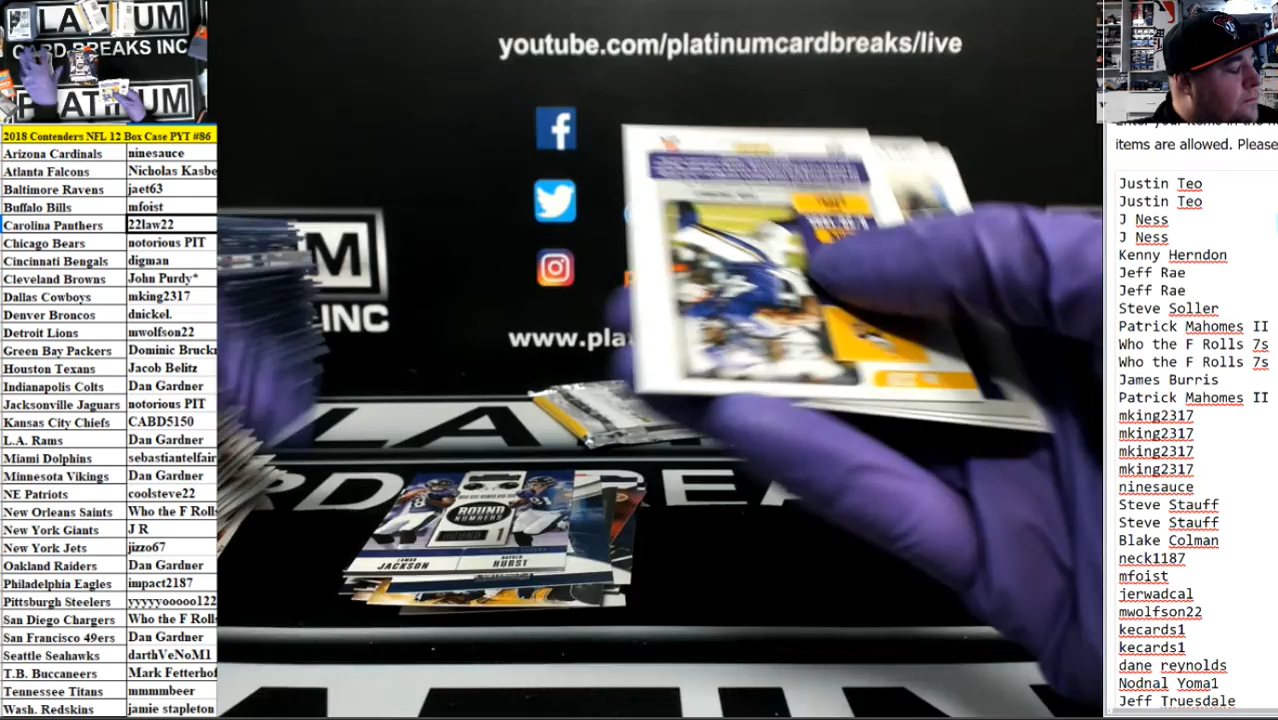 PLATINUM
CARD BREAKS INC
PLATINUM
2018 Contenders NFL 12 Box Case PYT #86
Arizona Cardinals ninesauce
Atlanta Falcons Nicholas Kasbe
Baltimore Ravens jaet63
Buffalo Bills mfoist
Carolina Panthers 22law22
Chicago Bears notorious PIT
Cincinnati Bengals digman
Cleveland Browns John Purdy*
Dallas Cowboys mking2317
Denver Broncos dnickel.
Detroit Lions mwolfson22
Green Bay Packers Dominic Bruckn
Houston Texans Jacob Belitz
Indianapolis Colts Dan Gardner
Jacksonville Jaguars notorious PIT
Kansas City Chiefs CABD5150
L.A. Rams Dan Gardner
Miami Dolphins sebastiantelfair
Minnesota Vikings Dan Gardner
NE Patriots coolsteve22
New Orleans Saints Who the F Rolls
New York Giants J R
New York Jets jizzo67
Oakland Raiders Dan Gardner
Philadelphia Eagles impact2187
Pittsburgh Steelers yyyyyooooo122
San Diego Chargers Who the F Rolls
San Francisco 49ers Dan Gardner
Seattle Seahawks darthVeNoM1
T.B. Buccaneers Mark Fetterhof
Tennessee Titans mmmmbeer
Wash. Redskins jamie stapleton
youtube.com/platinumcardbreaks/live
M
INC
www.pla
PLA
RD REA
ROUND
NUMBERS
LAMAR
JACKSON
HAYDEN
HURST
items are allowed. Please
Justin Teo
Justin Teo
J Ness
J Ness
Kenny Herndon
Jeff Rae
Jeff Rae
Steve Soller
Patrick Mahomes II
Who the F Rolls 7s
Who the F Rolls 7s
James Burris
Patrick Mahomes II
mking2317
mking2317
mking2317
mking2317
ninesauce
Steve Stauff
Steve Stauff
Blake Colman
neck1187
mfoist
jerwadcal
mwolfson22
kecards1
kecards1
dane reynolds
Nodnal Yoma1
Jeff Truesdale